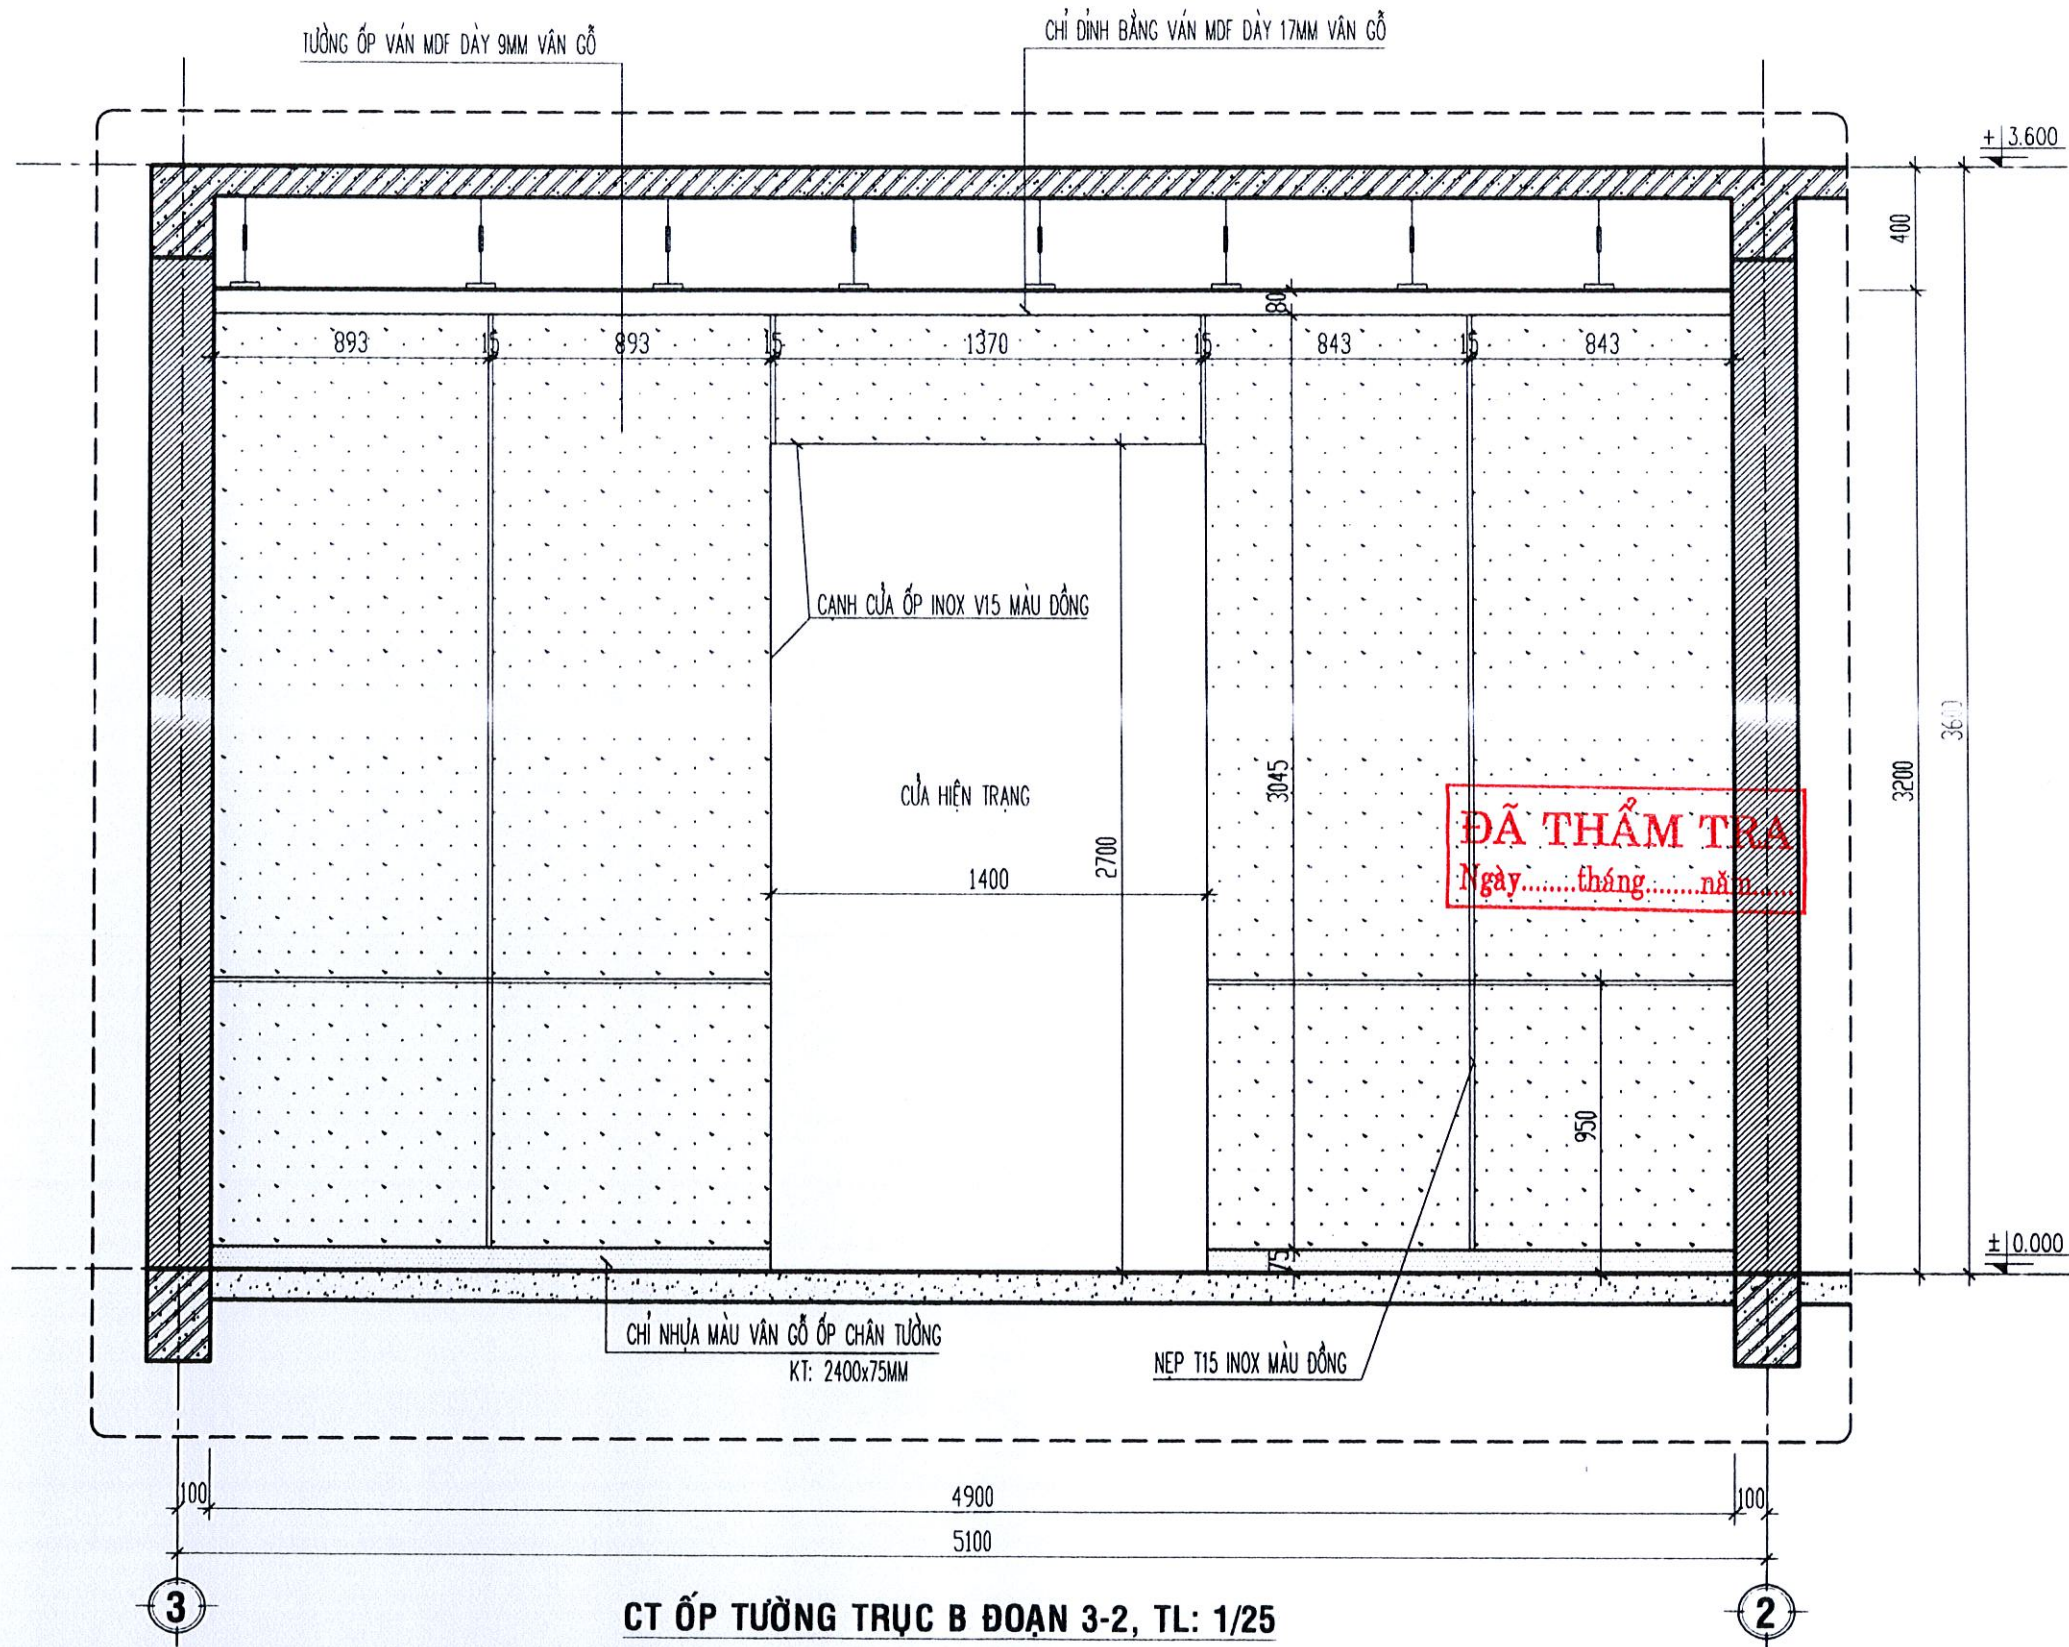 TƯỜNG ỐP VÁN MDF DÀY 9MM VÂN GỖ
CHỈ ĐỈNH BẰNG VÁN MDF DÀY 17MM VÂN GỖ
+ 3.600
400
80
893 15 893 15 1370 15 843 15 843
CẠNH CỬA ỐP INOX V15 MÀU ĐỒNG
CỬA HIỆN TRẠNG
1400
2700
3045
3200
3600
ĐÃ THẨM TRA
Ngày........tháng........năm......
950
75
± 0.000
CHỈ NHỰA MÀU VÂN GỖ ỐP CHÂN TƯỜNG
KT: 2400x75MM
NẸP T15 INOX MÀU ĐỒNG
100 4900 100
5100
3 2
CT ỐP TƯỜNG TRỤC B ĐOẠN 3-2, TL: 1/25